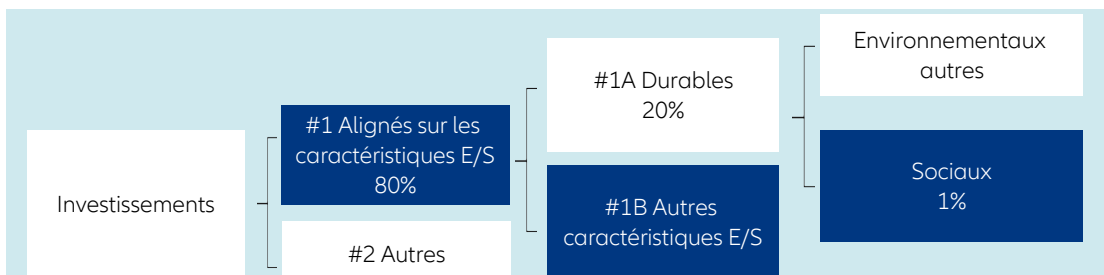 Investissements
#1 Alignés sur les
caractéristiques E/S
80%
#2 Autres
#1A Durables
20%
#1B Autres
caractéristiques E/S
Environnementaux
autres
Sociaux
1%